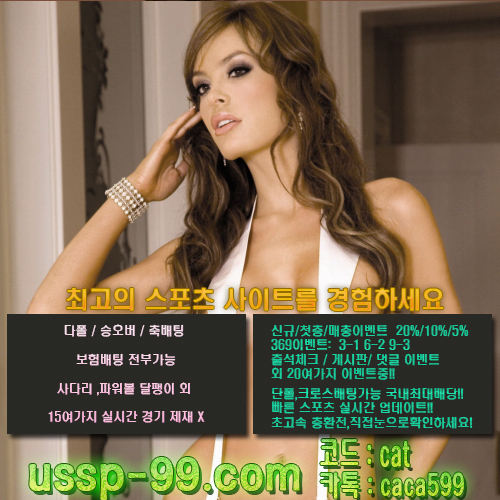 최고의 스포츠 사이트를 경험하세요
다폴 / 승오버 / 축배팅
보험배팅 전부가능
사다리 ,파워볼 달팽이 외
15여가지 실시간 경기 제재 X
신규/첫충/매충이벤트 20%/10%/5%
369이벤트: 3-1 6-2 9-3
출석체크 / 게시판/ 댓글 이벤트
외 20여가지 이벤트중!!
단폴,크로스배팅가능 국내최대배당!!
빠른 스포츠 실시간 업데이트!!
초고속 충환전,직접눈으로확인하세요!
코드 : cat
ussp-99.com
카톡 : caca599